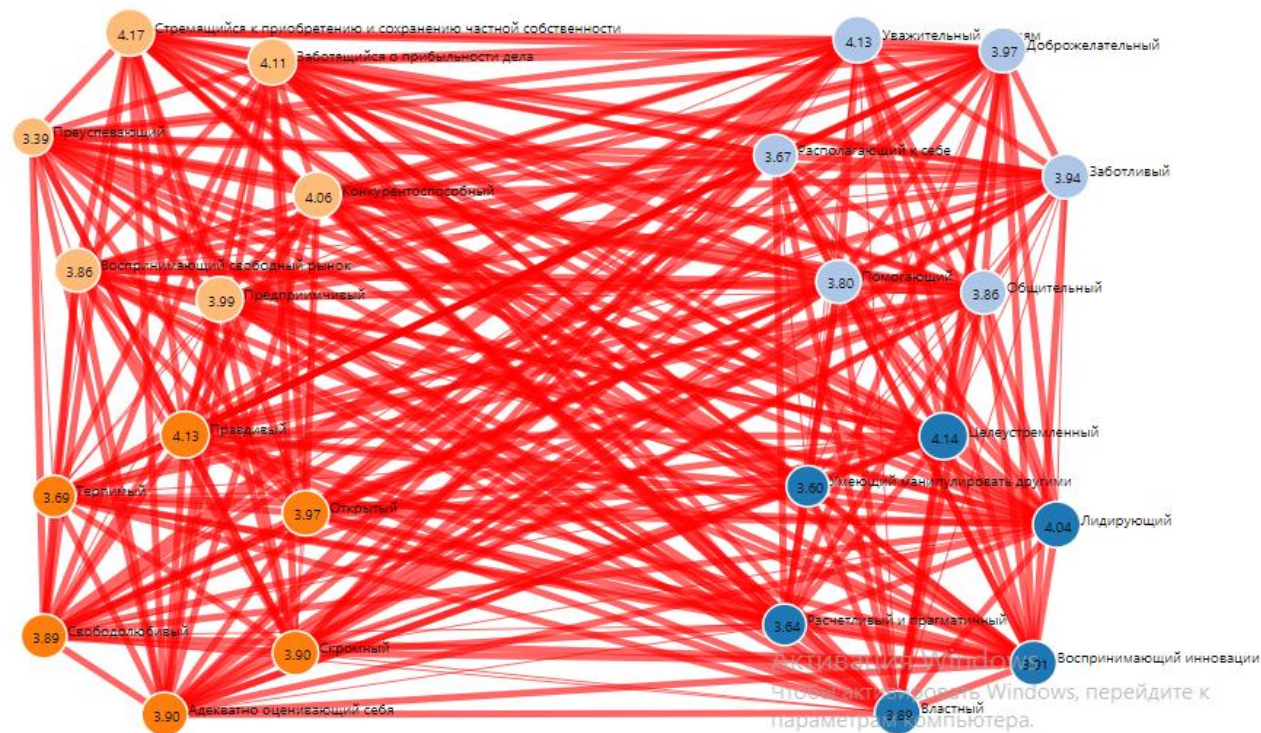 4.17 Стремящийся к приобретению и сохранению частной собственности
4.13 Уважительный
3.97 Доброжелательный
4.11 Заботящийся о прибыльности дела
3.39 Преуспевающий
3.67 Располагающий к себе
3.94 Заботливый
4.06 Конкурентоспособный
3.86 Воспринимающий свободный рынок
3.80 Помогающий
3.86 Общительный
3.99 Предприимчивый
4.13 Правдивый
4.14 Целеустремленный
3.60 Умеющий манипулировать другими
3.69 Терпимый
3.97 Открытый
4.04 Лидирующий
3.64 Расчетливый и прагматичный
3.89 Свободолюбивый
3.90 Скромный
Воспринимающий инновации
Активация Windows
Чтобы активировать Windows, перейдите к
параметрам компьютера.
3.90 Адекватно оценивающий себя
3.89 Властный